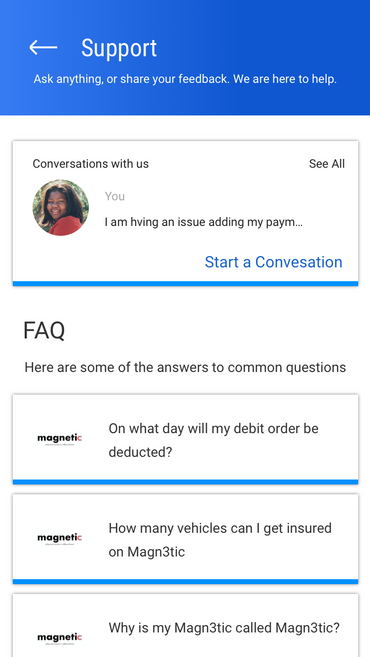 Support
Ask anything, or share your feedback. We are here to help.
Conversations with us
See All
You
I am hving an issue adding my paym...
Start a Convesation
FAQ
Here are some of the answers to common questions
magnetic
On what day will my debit order be
deducted?
magnetic
How many vehicles can I get insured
on Magn3tic
magnetic
Why is my Magn3tic called Magn3tic?